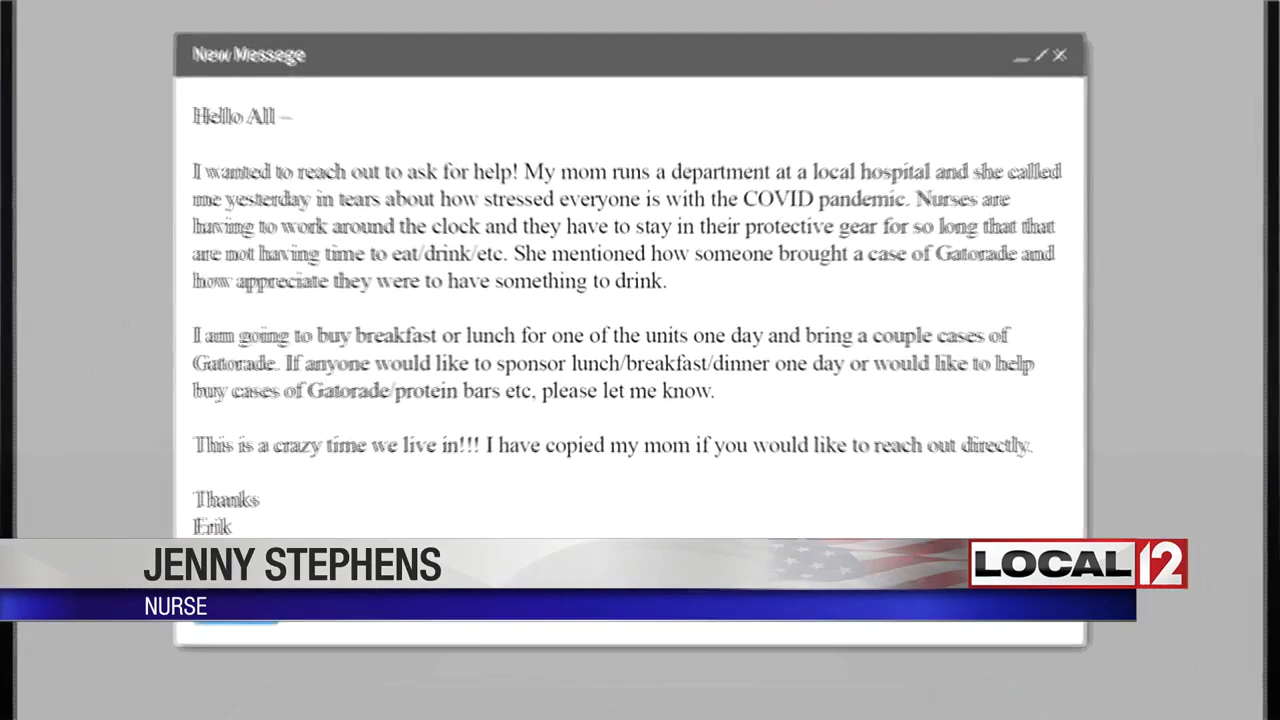 New Message
Hello All –
I wanted to reach out to ask for help! My mom runs a department at a local hospital and she called
me yesterday in tears about how stressed everyone is with the COVID pandemic. Nurses are
having to work around the clock and they have to stay in their protective gear for so long that that
are not having time to eat/drink/etc. She mentioned how someone brought a case of Gatorade and
how appreciate they were to have something to drink.
I am going to buy breakfast or lunch for one of the units one day and bring a couple cases of
Gatorade. If anyone would like to sponsor lunch/breakfast/dinner one day or would like to help
buy cases of Gatorade/protein bars etc, please let me know.
This is a crazy time we live in!!! I have copied my mom if you would like to reach out directly.
Thanks
Erik
JENNY STEPHENS
LOCAL 12
NURSE